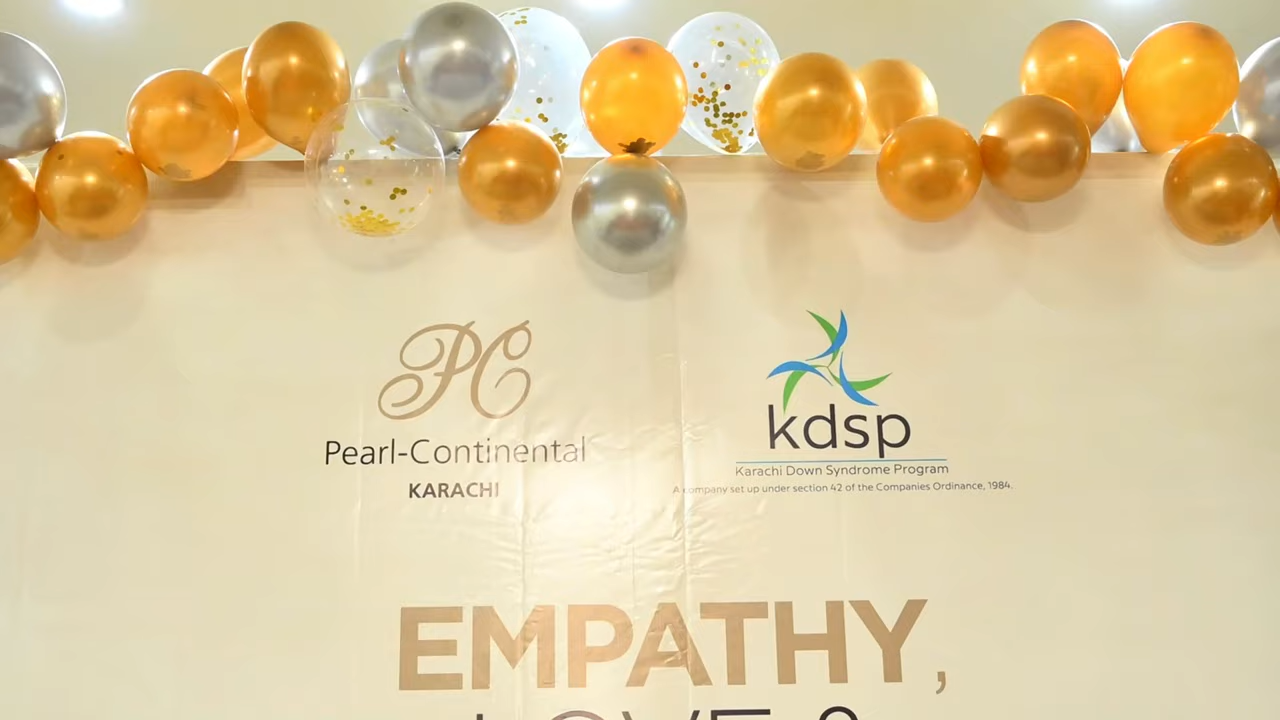 PC
Pearl-Continental
KARACHI
kdsp
Karachi Down Syndrome Program
A company set up under section 42 of the Companies Ordinance, 1984.
EMPATHY,
LOVE &